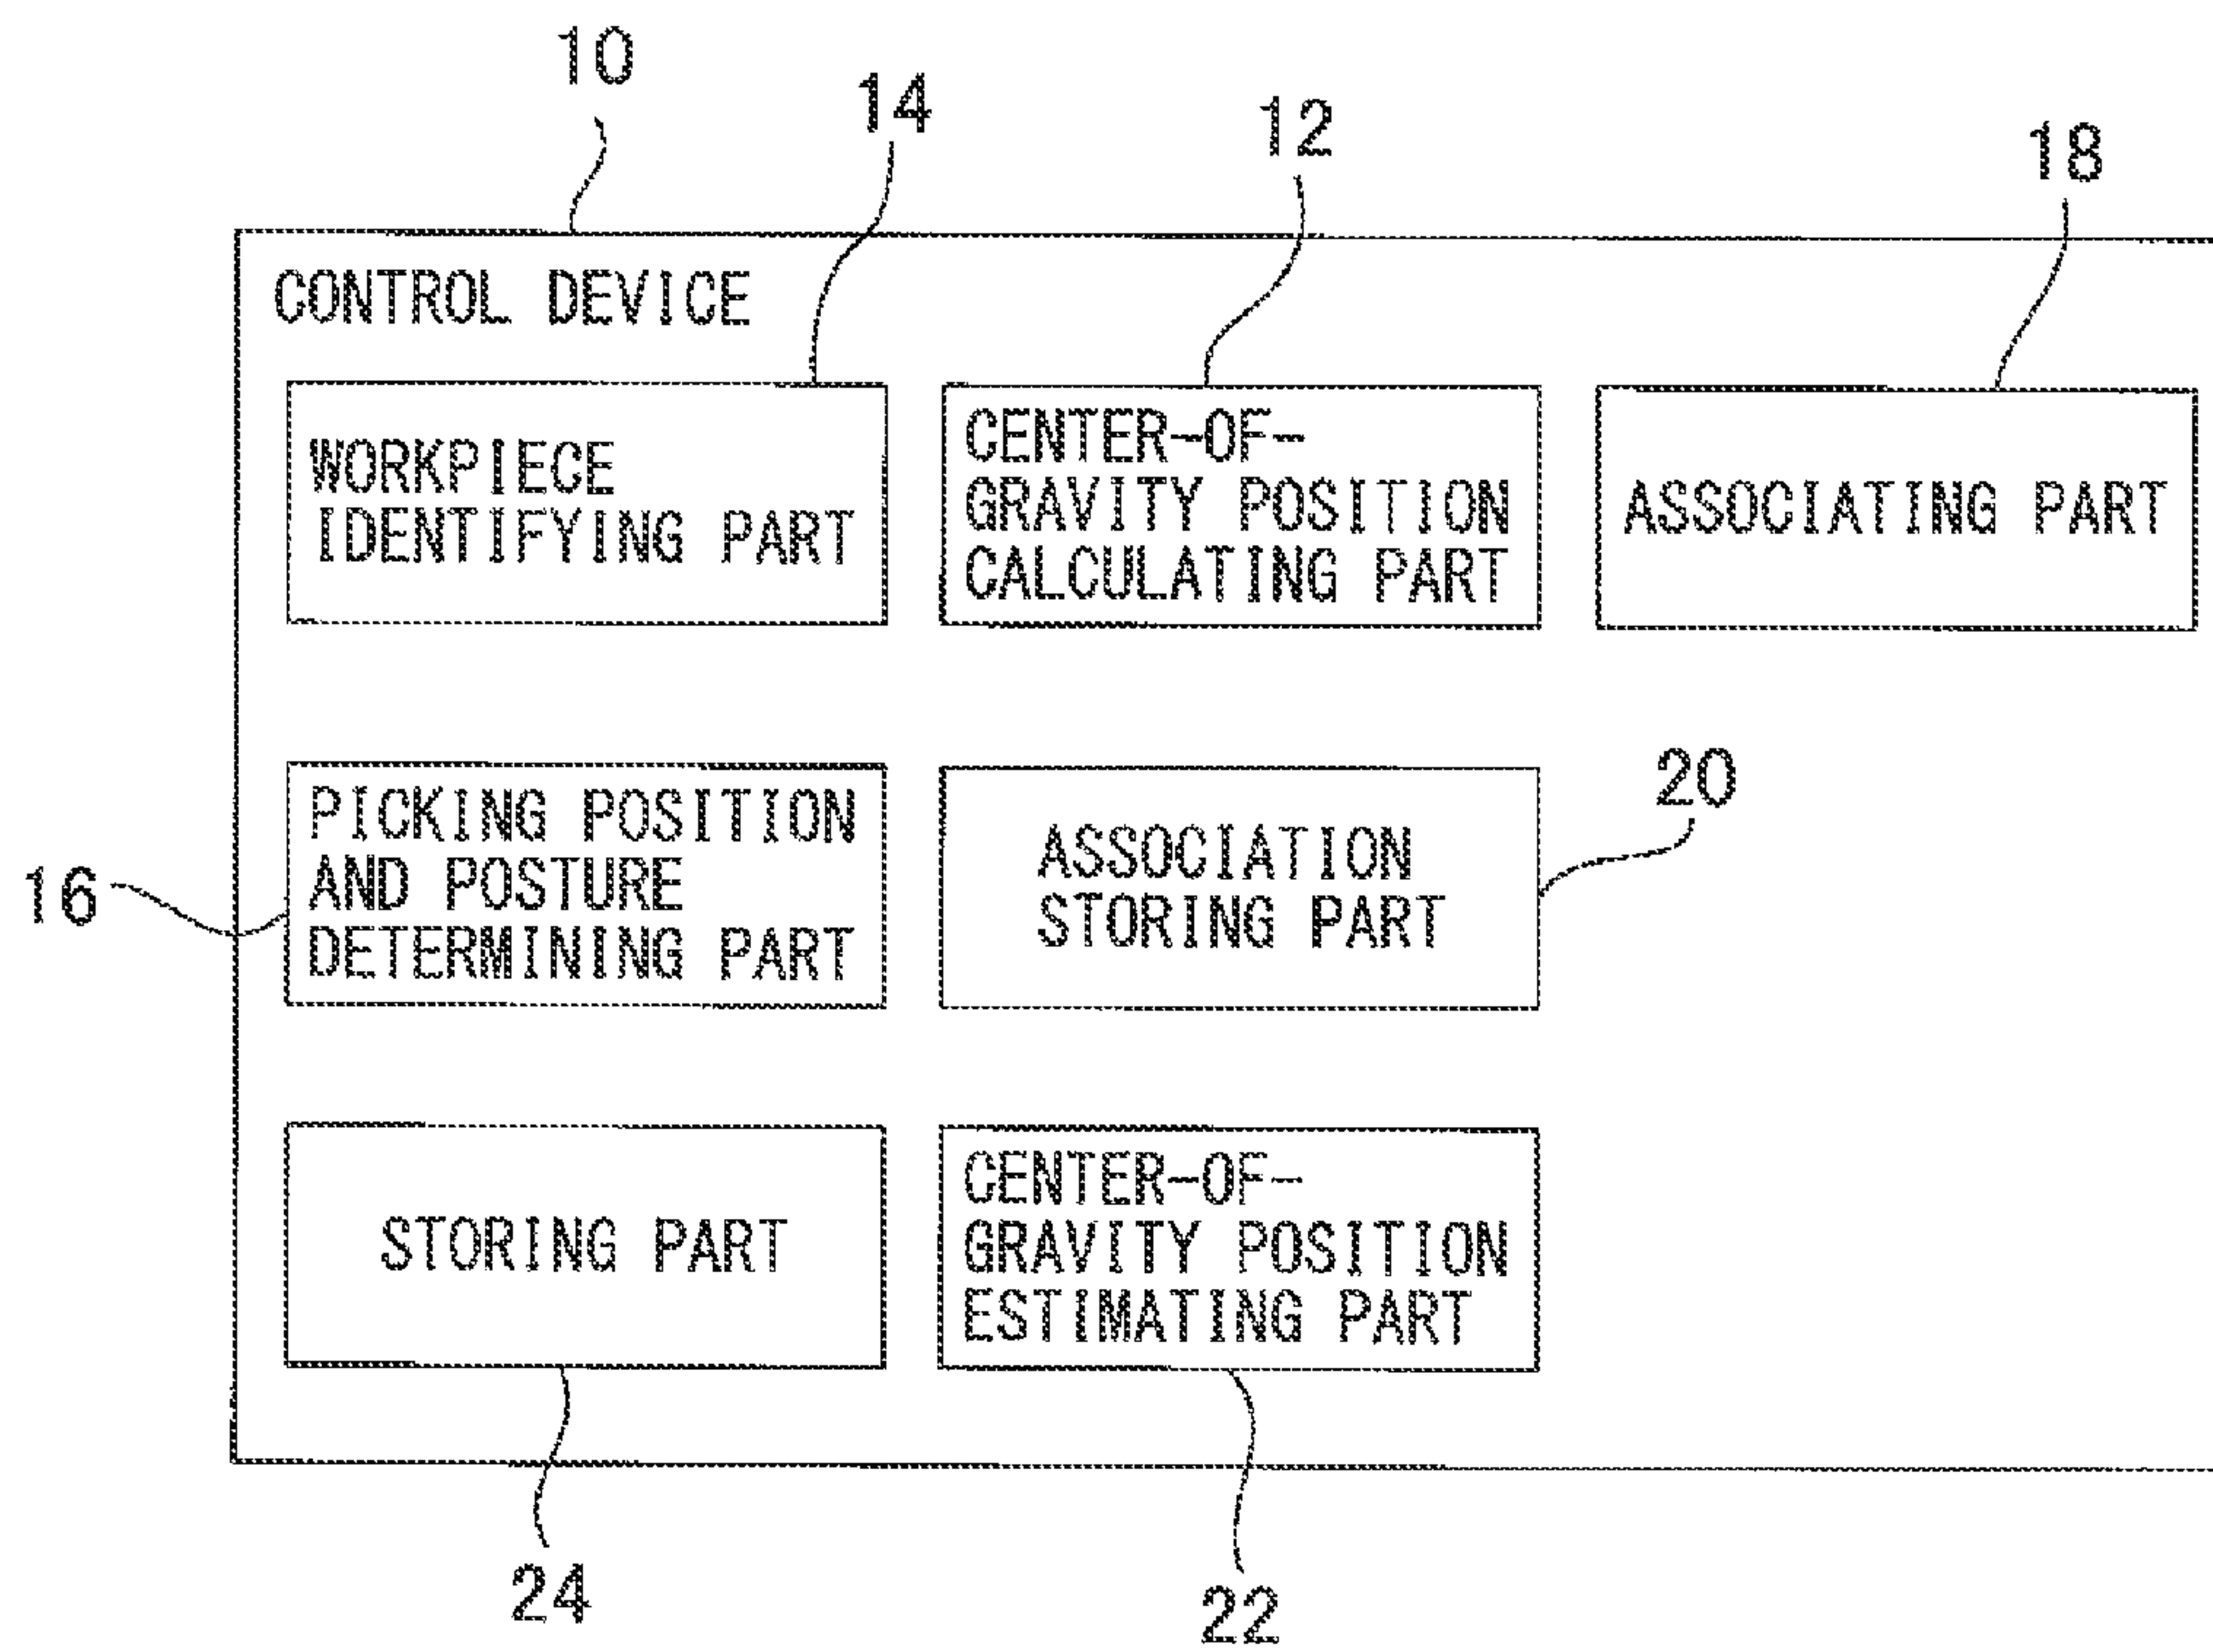 10
14
12
18
CONTROL DEVICE
WORKPIECE
IDENTIFYING PART
CENTER-OF-
GRAVITY POSITION
CALCULATING PART
ASSOCIATING PART
16
PICKING POSITION
AND POSTURE
DETERMINING PART
ASSOCIATION
STORING PART
20
STORING PART
CENTER-OF-
GRAVITY POSITION
ESTIMATING PART
24
22